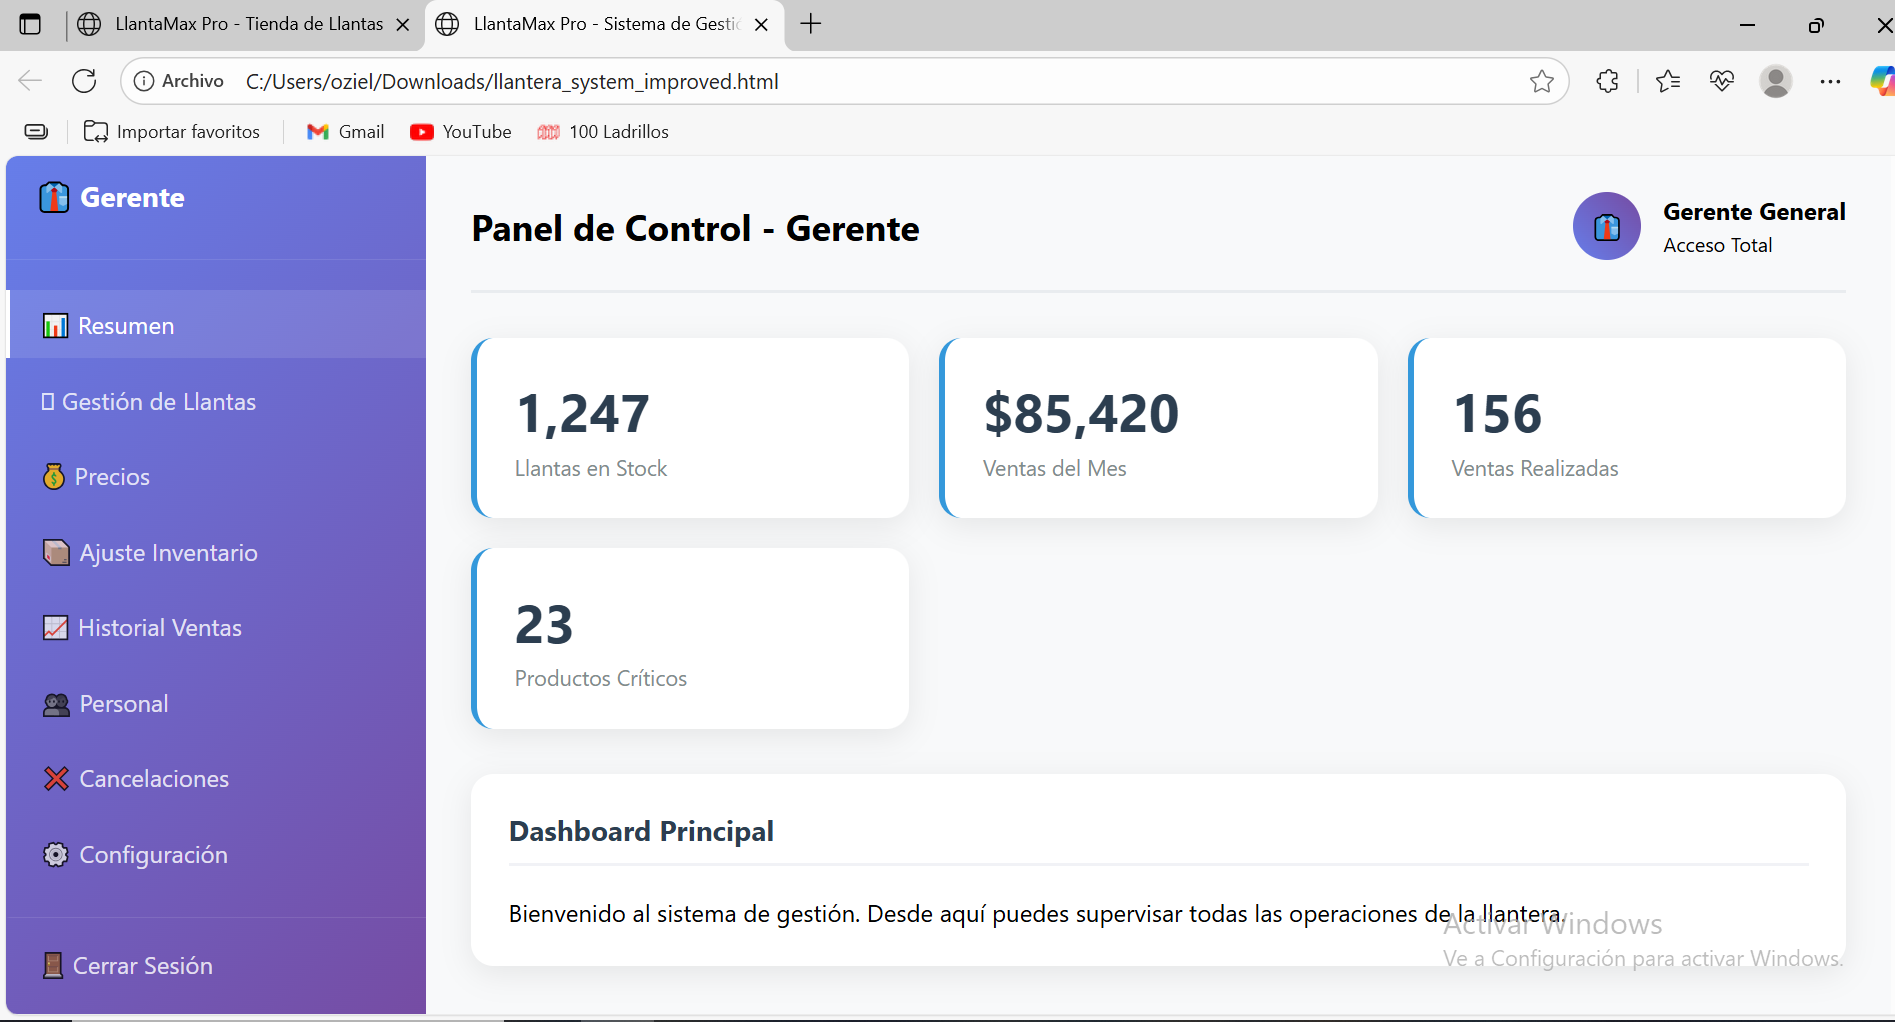 LlantaMax Pro - Tienda de Llantas
LlantaMax Pro - Sistema de Gesti
Archivo
C:/Users/oziel/Downloads/llantera_system_improved.html
Importar favoritos
Gmail
YouTube
100 Ladrillos
Gerente
Resumen
Gestión de Llantas
Precios
Ajuste Inventario
Historial Ventas
Personal
Cancelaciones
Configuración
Cerrar Sesión
Panel de Control - Gerente
Gerente General
Acceso Total
1,247
Llantas en Stock
$85,420
Ventas del Mes
156
Ventas Realizadas
23
Productos Críticos
Dashboard Principal
Bienvenido al sistema de gestión. Desde aquí puedes supervisar todas las operaciones de la llantera.
Activar Windows
Ve a Configuración para activar Windows.